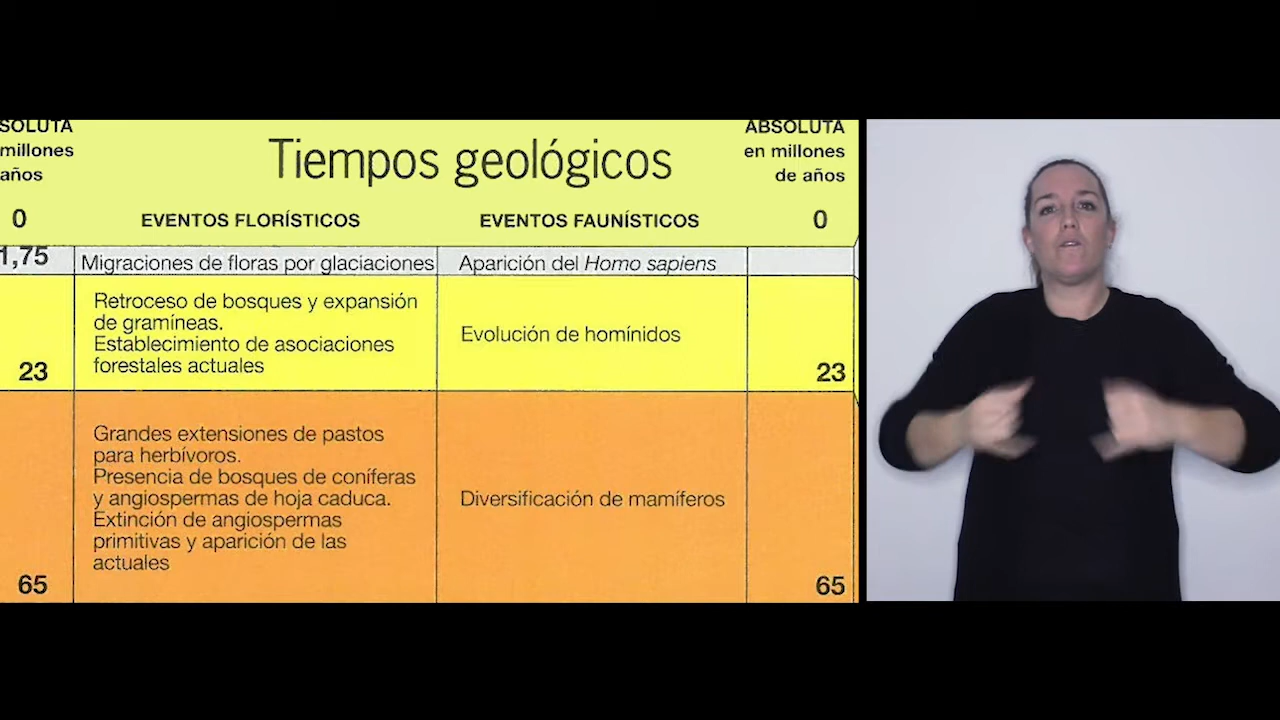 SOLUTA
millones
años
Tiempos geológicos
ABSOLUTA
en millones
de años
0
EVENTOS FLORÍSTICOS
EVENTOS FAUNÍSTICOS
0
1,75
Migraciones de floras por glaciaciones
Aparición del Homo sapiens
Retroceso de bosques y expansión
de gramíneas.
Establecimiento de asociaciones
forestales actuales
Evolución de homínidos
23
23
Grandes extensiones de pastos
para herbívoros.
Presencia de bosques de coníferas
y angiospermas de hoja caduca.
Extinción de angiospermas
primitivas y aparición de las
actuales
Diversificación de mamíferos
65
65